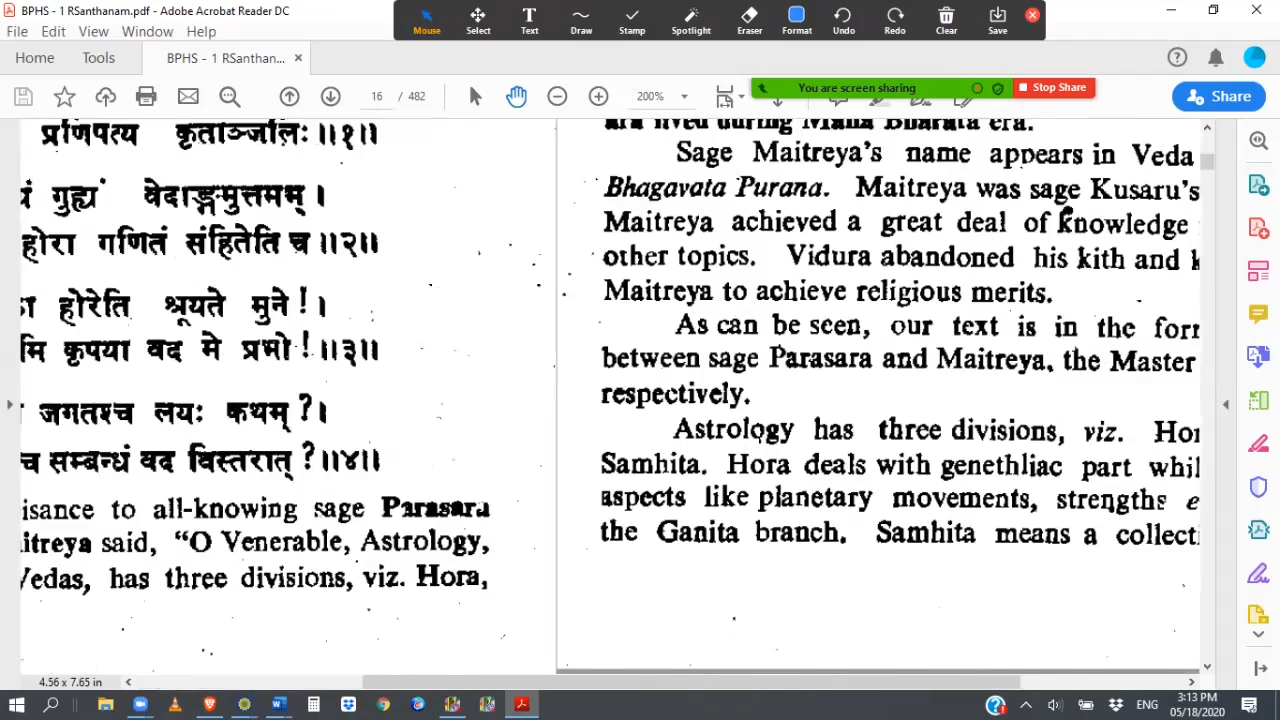 BPHS - 1 RSanthanam.pdf - Adobe Acrobat Reader DC
File Edit View Window Help
Mouse Select Text Draw Stamp Spotlight Eraser Format Undo Redo Clear Save
Home Tools BPHS - 1 RSanthan... ×
16 / 482 200% You are screen sharing Stop Share Share
प्रणिपत्य कृताञ्जलिः॥१॥
गुह्यं वेदाङ्गमुत्तमम्।
होरा गणितं संहितेति च॥२॥
होरेति श्रूयते मुने!।
कृपया वद मे प्रभो!॥३॥
जगतश्च लयः कथम्?।
च सम्बन्धं वद विस्तरात्?॥४॥
isance to all-knowing sage Parasara
itreya said, "O Venerable, Astrology,
Vedas, has three divisions, viz. Hora,
ara lived during Maha Bharata era.
Sage Maitreya's name appears in Veda
Bhagavata Purana. Maitreya was sage Kusaru's
Maitreya achieved a great deal of knowledge
other topics. Vidura abandoned his kith and k
Maitreya to achieve religious merits.
As can be seen, our text is in the for
between sage Parasara and Maitreya, the Master
respectively.
Astrology has three divisions, viz. Hor
Samhita. Hora deals with genethliac part whil
aspects like planetary movements, strengths e
the Ganita branch. Samhita means a collecti
4.56 x 7.65 in
ENG
3:13 PM
05/18/2020